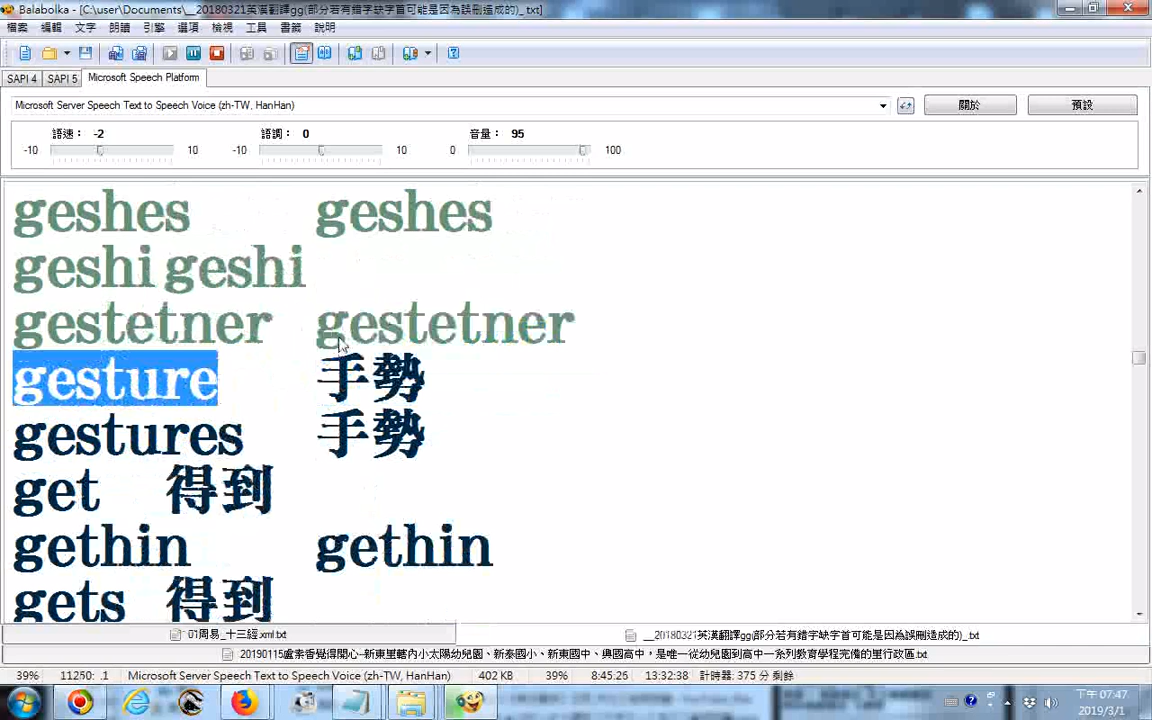 Balabolka - [C:\user\Documents\__20180321英漢翻譯gg(部分若有錯字缺字首可能是因為誤刪造成的)_.txt]
檔案 編輯 文字 朗讀 引擎 選項 檢視 工具 書籤 說明
SAPI 4 SAPI 5 Microsoft Speech Platform
Microsoft Server Speech Text to Speech Voice (zh-TW, HanHan) 關於 預設
語速： -2 語調： 0 音量： 95
-10 10 -10 10 0 100
geshes geshes
geshi geshi
gestetner gestetner
gesture 手勢
gestures 手勢
get 得到
gethin gethin
gets 得到
01周易_十三經.xml.txt __20180321英漢翻譯gg(部分若有錯字缺字首可能是因為誤刪造成的)_.txt
20190115盧素香覺得開心─新東里轄內小太陽幼兒園、新泰國小、新東國中、興國高中，是唯一從幼兒園到高中一系列教育學程完備的里行政區.txt
39% 11250: .1 Microsoft Server Speech Text to Speech Voice (zh-TW, HanHan) 402 KB 39% 8:45:25 13:32:38 計時器: 375 分 剩餘
下午 07:47
2019/3/1